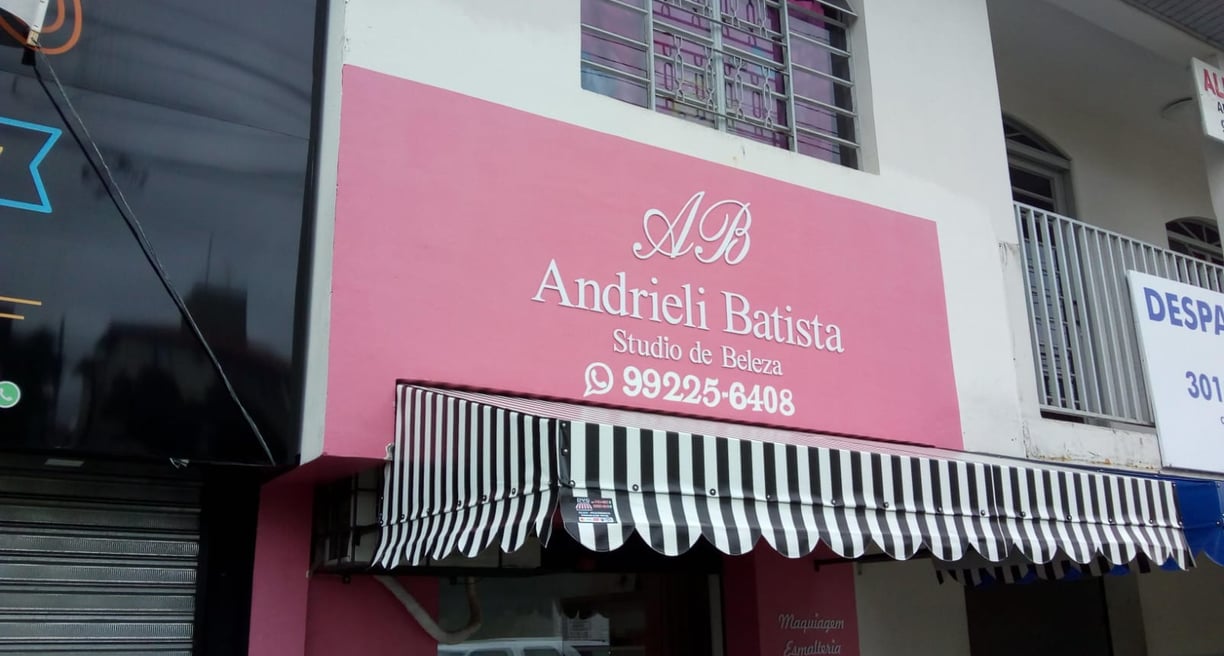 AB
Andrieli Batista
Studio de Beleza
99225-6408
Maquiagem
Esmalteria
DESPA
301